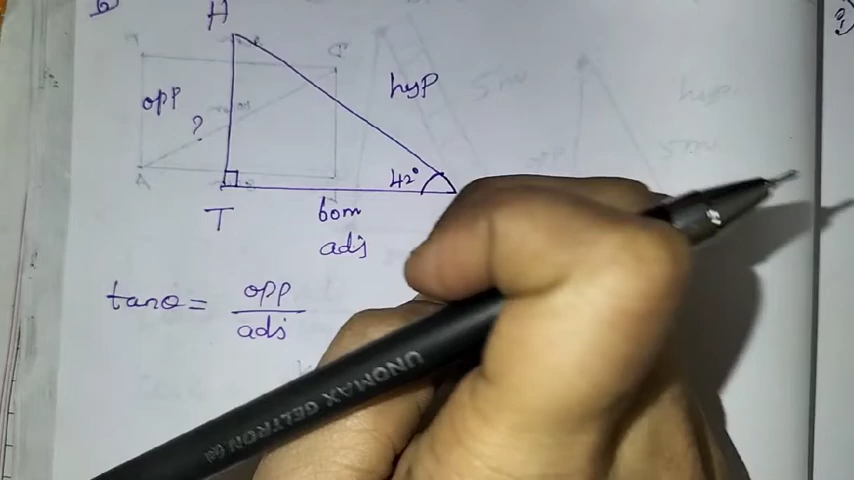 H
opp
hyp
?
42°
T
60m
adj
tanθ = opp
adj
UNOMAX GELTRON